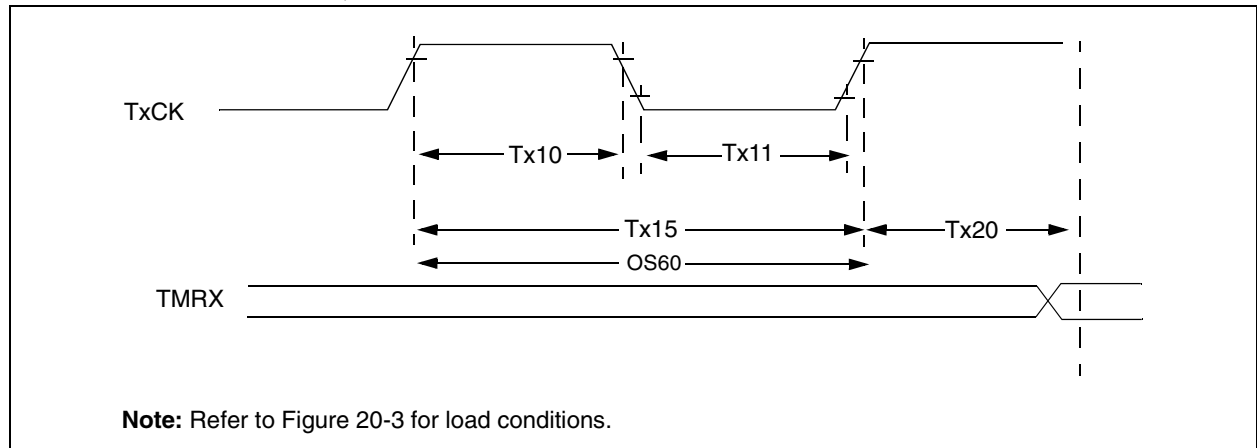 TxCK
Tx10
Tx11
Tx15
Tx20
OS60
TMRX
Note: Refer to Figure 20-3 for load conditions.